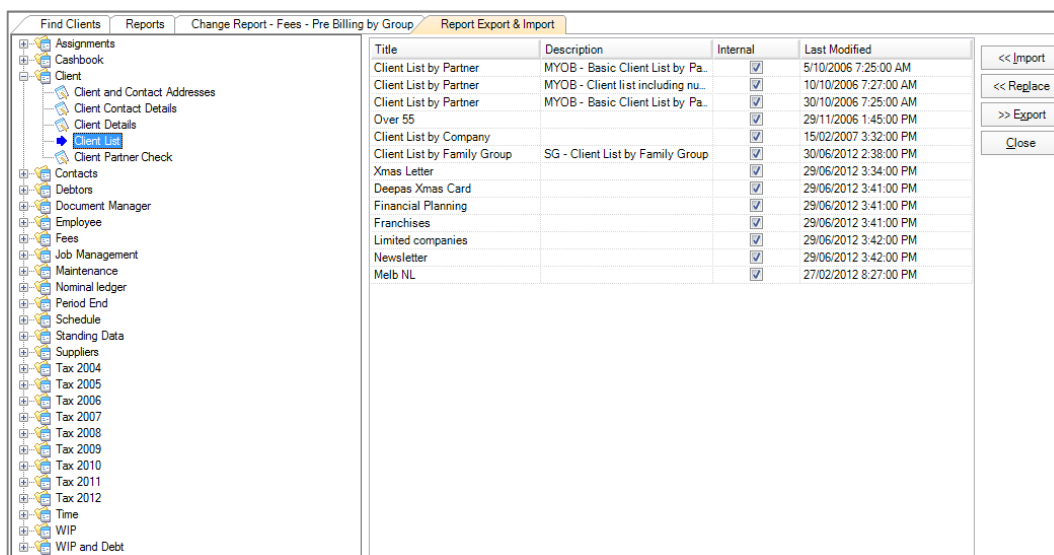 Find Clients Reports Change Report - Fees - Pre Billing by Group Report Export & Import
Assignments
Cashbook
Client
Client and Contact Addresses
Client Contact Details
Client Details
Client List
Client Partner Check
Contacts
Debtors
Document Manager
Employee
Fees
Job Management
Maintenance
Nominal ledger
Period End
Schedule
Standing Data
Suppliers
Tax 2004
Tax 2005
Tax 2006
Tax 2007
Tax 2008
Tax 2009
Tax 2010
Tax 2011
Tax 2012
Time
WIP
WIP and Debt
Title Description Internal Last Modified
Client List by Partner MYOB - Basic Client List by Pa... 5/10/2006 7:25:00 AM
Client List by Partner MYOB - Client list including nu... 10/10/2006 7:27:00 AM
Client List by Partner MYOB - Basic Client List by Pa... 30/10/2006 7:25:00 AM
Over 55 29/11/2006 1:45:00 PM
Client List by Company 15/02/2007 3:32:00 PM
Client List by Family Group SG - Client List by Family Group 30/06/2012 2:38:00 PM
Xmas Letter 29/06/2012 3:34:00 PM
Deepas Xmas Card 29/06/2012 3:41:00 PM
Financial Planning 29/06/2012 3:41:00 PM
Franchises 29/06/2012 3:41:00 PM
Limited companies 29/06/2012 3:42:00 PM
Newsletter 29/06/2012 3:42:00 PM
Melb NL 27/02/2012 8:27:00 PM
<< Import
<< Replace
>> Export
Close